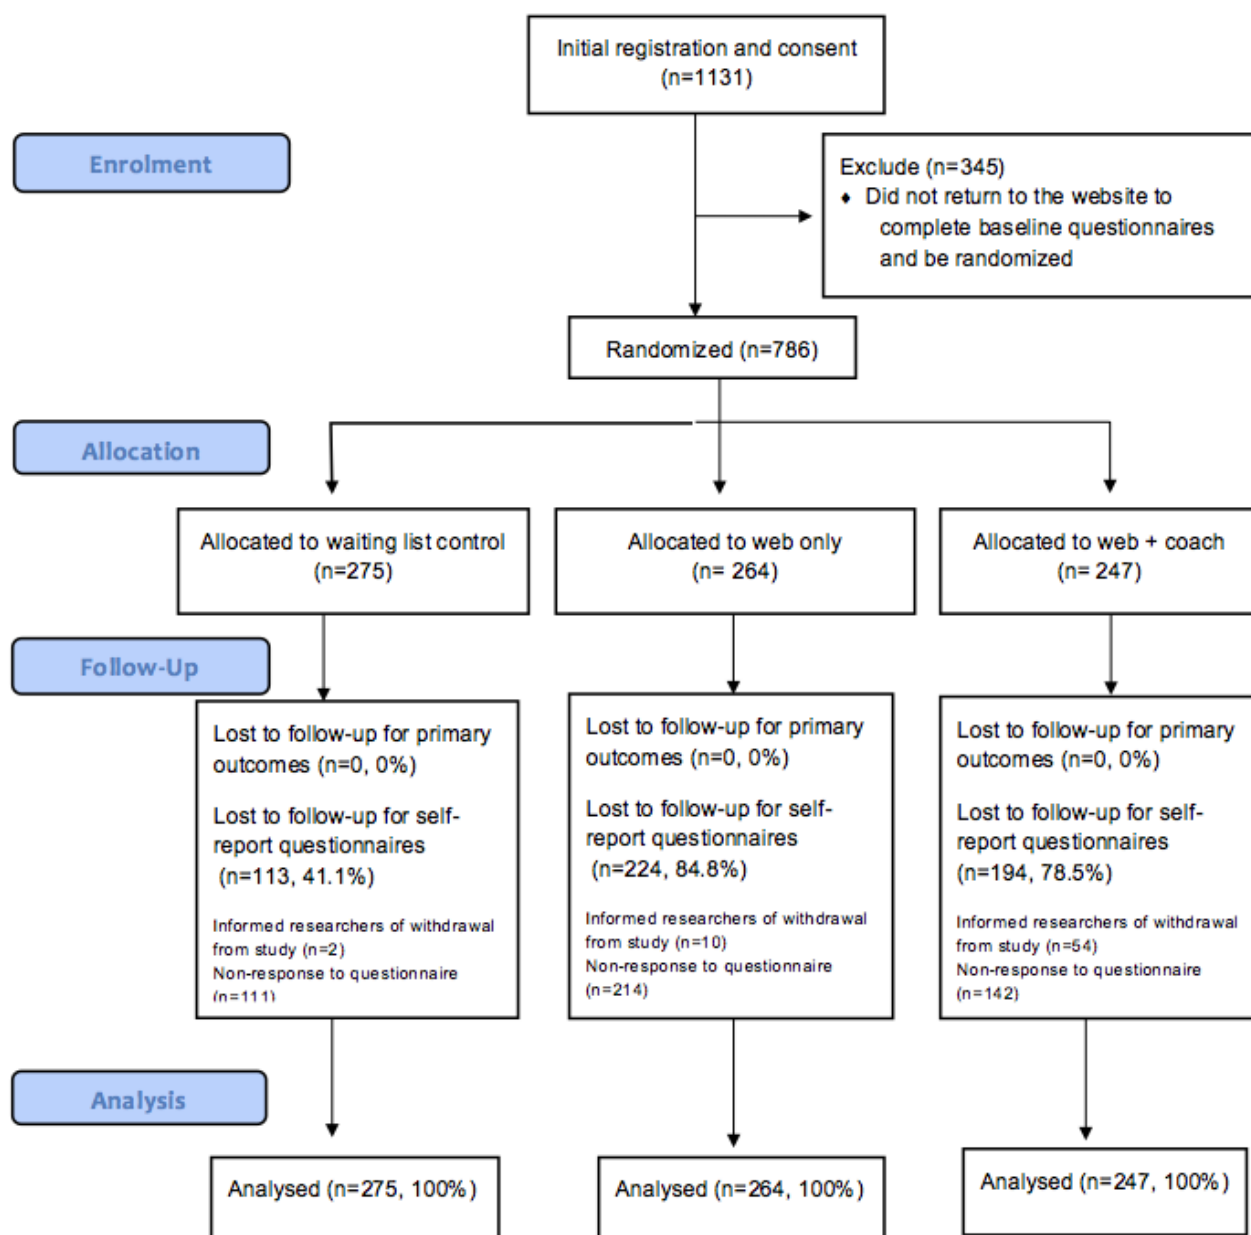 Initial registration and consent
(n=1131)
Enrolment
Exclude (n=345)
♦ Did not return to the website to
complete baseline questionnaires
and be randomized
Randomized (n=786)
Allocation
Allocated to waiting list control
(n=275)
Allocated to web only
(n= 264)
Allocated to web + coach
(n= 247)
Follow-Up
Lost to follow-up for primary
outcomes (n=0, 0%)
Lost to follow-up for self-
report questionnaires
(n=113, 41.1%)
Informed researchers of withdrawal
from study (n=2)
Non-response to questionnaire
(n=111)
Lost to follow-up for primary
outcomes (n=0, 0%)
Lost to follow-up for self-
report questionnaires
(n=224, 84.8%)
Informed researchers of withdrawal
from study (n=10)
Non-response to questionnaire
(n=214)
Lost to follow-up for primary
outcomes (n=0, 0%)
Lost to follow-up for self-
report questionnaires
(n=194, 78.5%)
Informed researchers of withdrawal
from study (n=54)
Non-response to questionnaire
(n=142)
Analysis
Analysed (n=275, 100%)
Analysed (n=264, 100%)
Analysed (n=247, 100%)